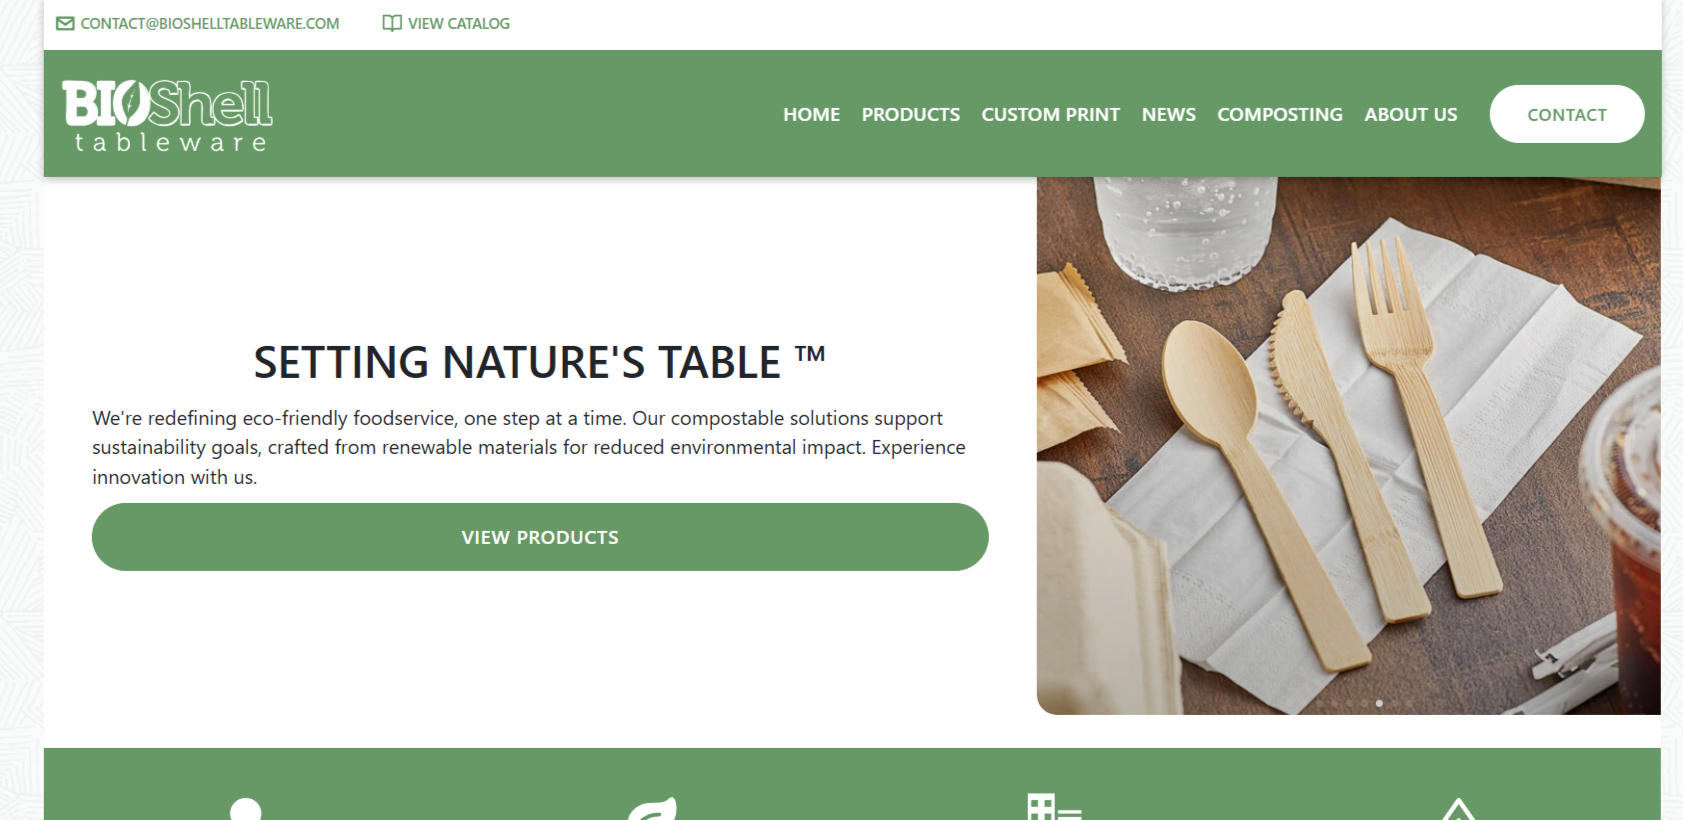 CONTACT@BIOSHELLTABLEWARE.COM VIEW CATALOG
BIOShell
tableware
HOME PRODUCTS CUSTOM PRINT NEWS COMPOSTING ABOUT US CONTACT
SETTING NATURE'S TABLE ™
We're redefining eco-friendly foodservice, one step at a time. Our compostable solutions support
sustainability goals, crafted from renewable materials for reduced environmental impact. Experience
innovation with us.
VIEW PRODUCTS